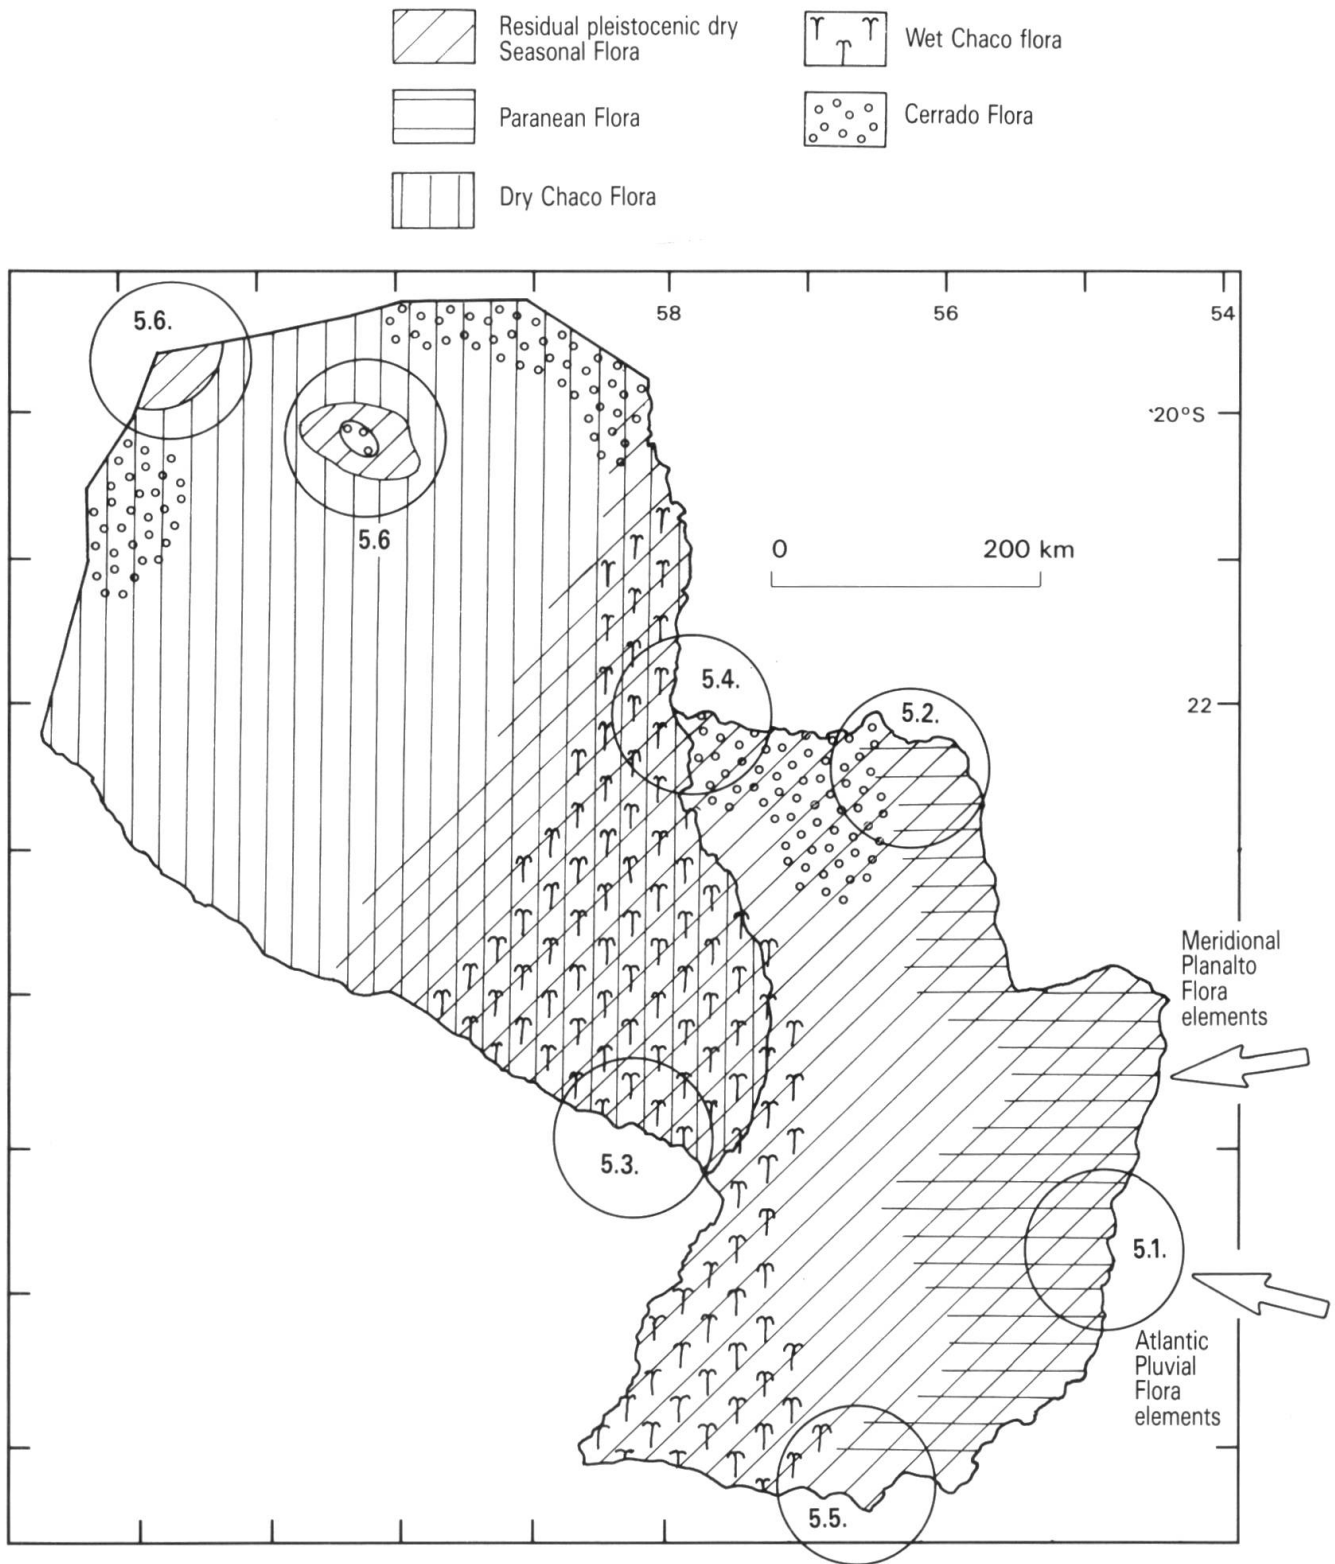 Residual pleistocenic dry
Seasonal Flora
Paranean Flora
Dry Chaco Flora
Wet Chaco flora
Cerrado Flora
5.6.
58
56
54
20°S
5.6
0 200 km
5.4.
5.2.
22
Meridional
Planalto
Flora
elements
5.3.
5.1.
Atlantic
Pluvial
Flora
elements
5.5.